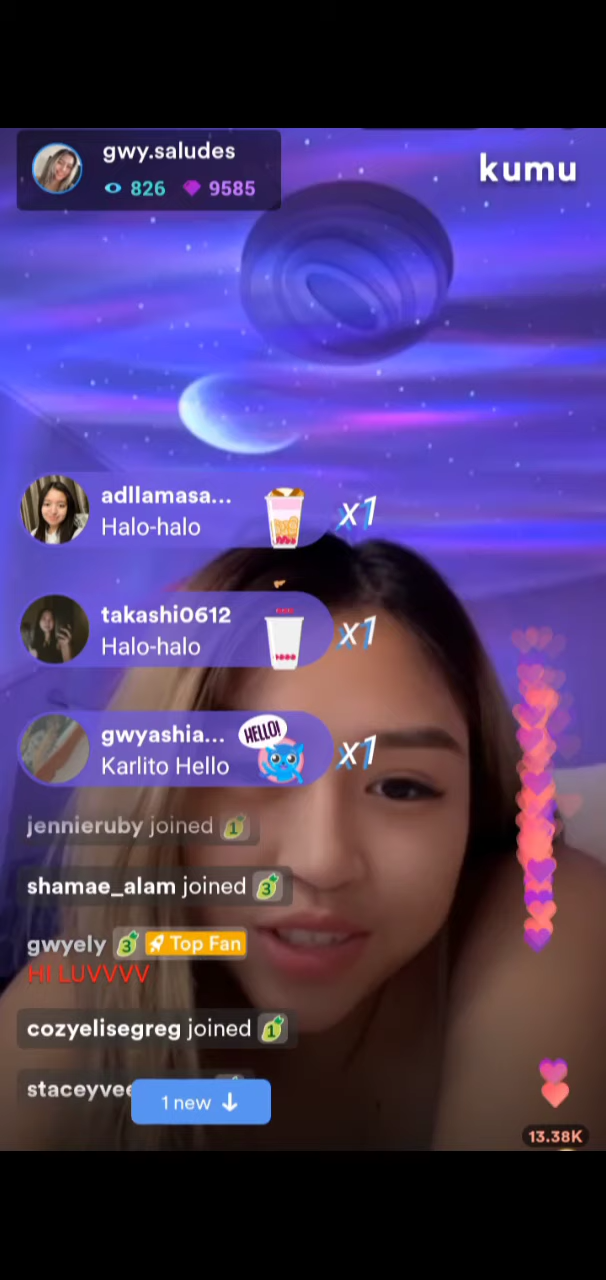 gwy.saludes
826 9585
kumu
adllamasa...
Halo-halo
x1
takashi0612
Halo-halo
x1
gwyashia...
Karlito Hello
HELLO!
x1
jennieruby joined 1
shamae_alam joined 3
gwyely 3 Top Fan
HI LUVVVV
cozyelisegreg joined 1
staceyvee
1 new
13.38K